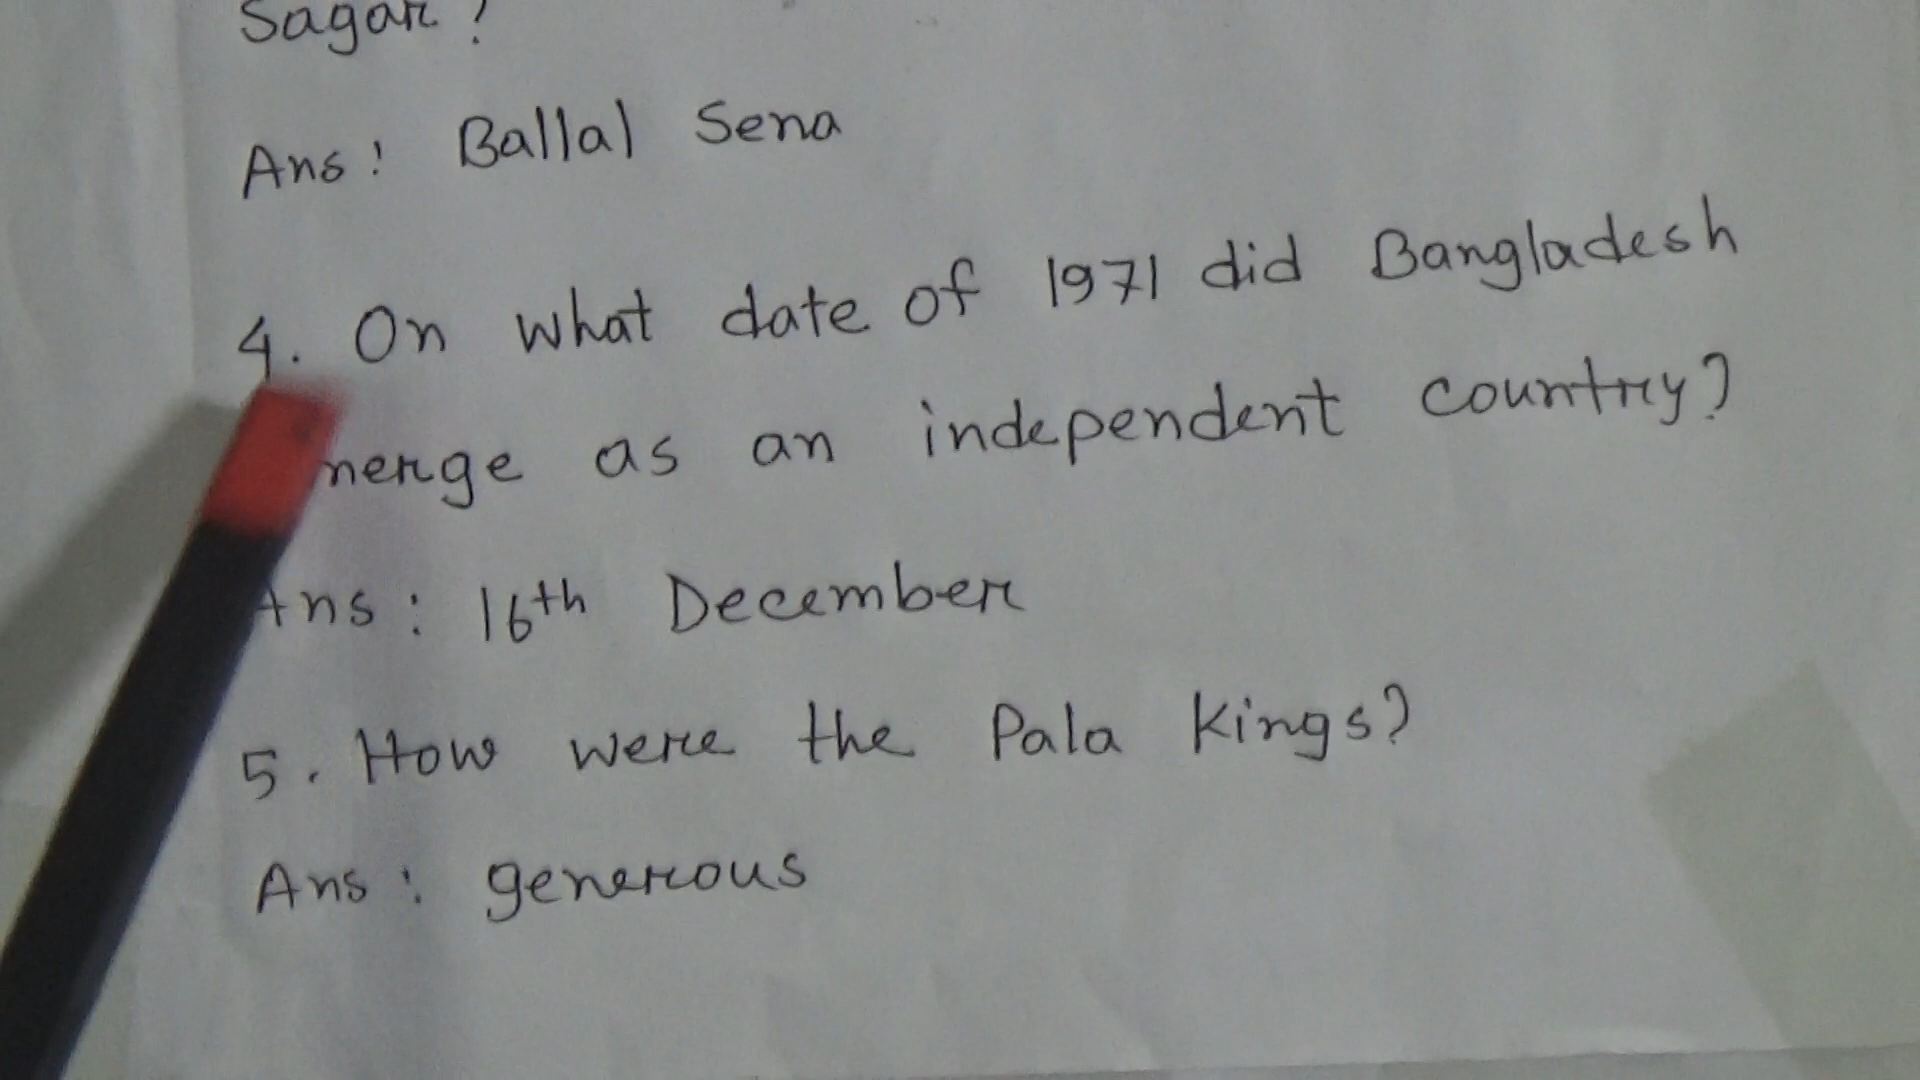 Sagar?
Ans: Ballal Sena
4. On what date of 1971 did Bangladesh
merge as an independent country?
Ans: 16th December
5. How were the Pala Kings?
Ans: generous